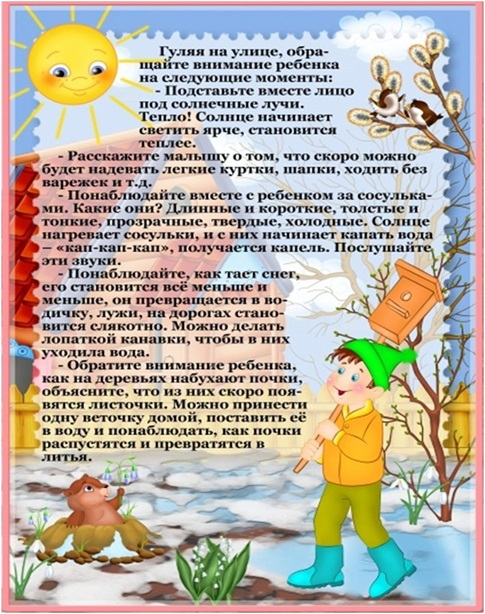 Гуляя на улице, обра-
щайте внимание ребенка
на следующие моменты:
- Подставьте вместе лицо
под солнечные лучи.
Тепло! Солнце начинает
светить ярче, становится
теплее.
- Расскажите малышу о том, что скоро можно
будет надевать легкие куртки, шапки, ходить без
варежек и т.д.
- Понаблюдайте вместе с ребенком за сосулька-
ми. Какие они? Длинные и короткие, толстые и
тонкие, прозрачные, твердые, холодные. Солнце
нагревает сосульки, и с них начинает капать вода
– «кап-кап-кап», получается капель. Послушайте
эти звуки.
- Понаблюдайте, как тает снег,
его становится всё меньше и
меньше, он превращается в во-
дичку, лужи, на дорогах стано-
вится слякотно. Можно делать
лопаткой канавки, чтобы в них
уходила вода.
- Обратите внимание ребенка,
как на деревьях набухают почки,
объясните, что из них скоро поя-
вятся листочки. Можно принести
одну веточку домой, поставить её
в воду и понаблюдать, как почки
распустятся и превратятся в
литья.